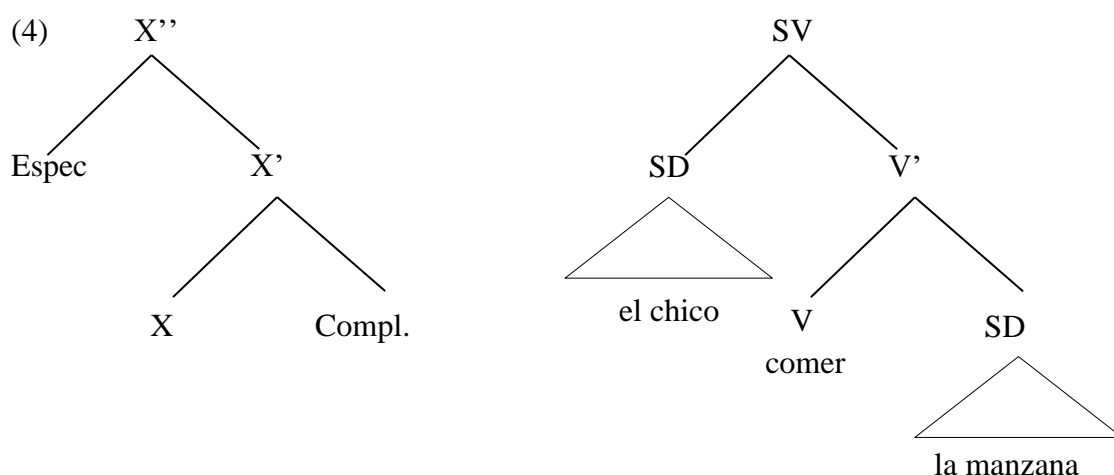 (4) X’’ SV
Espec X’ SD V’
el chico
X Compl. V SD
comer
la manzana